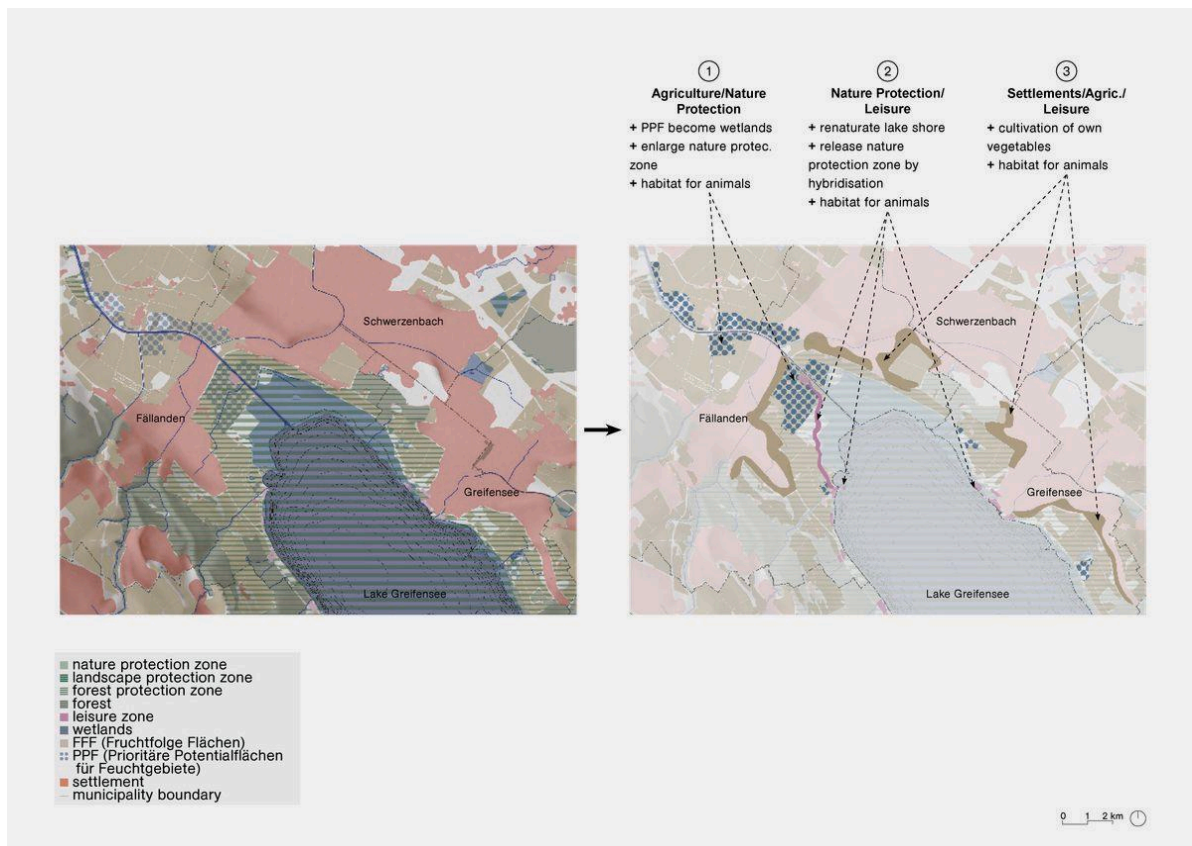 1
Agriculture/Nature
Protection
+ PPF become wetlands
+ enlarge nature protec.
zone
+ habitat for animals
2
Nature Protection/
Leisure
+ renaturate lake shore
+ release nature
protection zone by
hybridisation
+ habitat for animals
3
Settlements/Agric./
Leisure
+ cultivation of own
vegetables
+ habitat for animals
Schwerzenbach
Fällanden
Greifensee
Lake Greifensee
Schwerzenbach
Fällanden
Greifensee
Lake Greifensee
nature protection zone
landscape protection zone
forest protection zone
forest
leisure zone
wetlands
FFF (Fruchtfolge Flächen)
PPF (Prioritäre Potentialflächen
für Feuchtgebiete)
settlement
municipality boundary
0 1 2 km